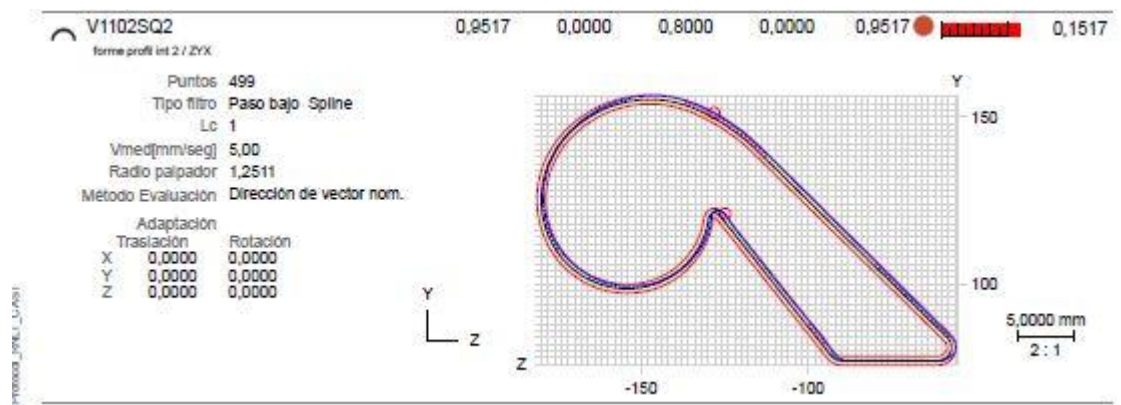 V1102SQ2 0,9517 0,0000 0,8000 0,0000 0,9517 0,1517
forme profil int 2 / ZYX
Puntos 499
Tipo filtro Paso bajo Spline
Lc 1
Vmed[mm/seg] 5,00
Radio palpador 1,2511
Método Evaluación Dirección de vector nom.
Adaptación
Traslación Rotación
X 0,0000 0,0000
Y 0,0000 0,0000
Z 0,0000 0,0000
Y
Z
Y
150
100
Z
-150 -100
5,0000 mm
2 : 1